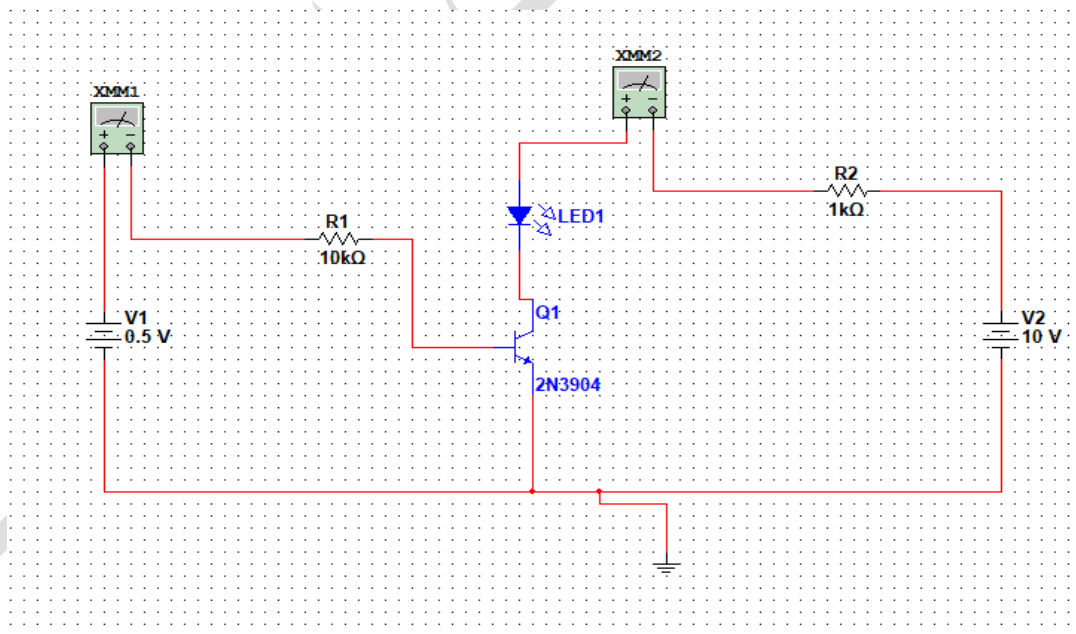 XMM2
+ −
XMM1
+ −
R2
1kΩ
LED1
R1
10kΩ
Q1
V1
0.5 V
V2
10 V
2N3904